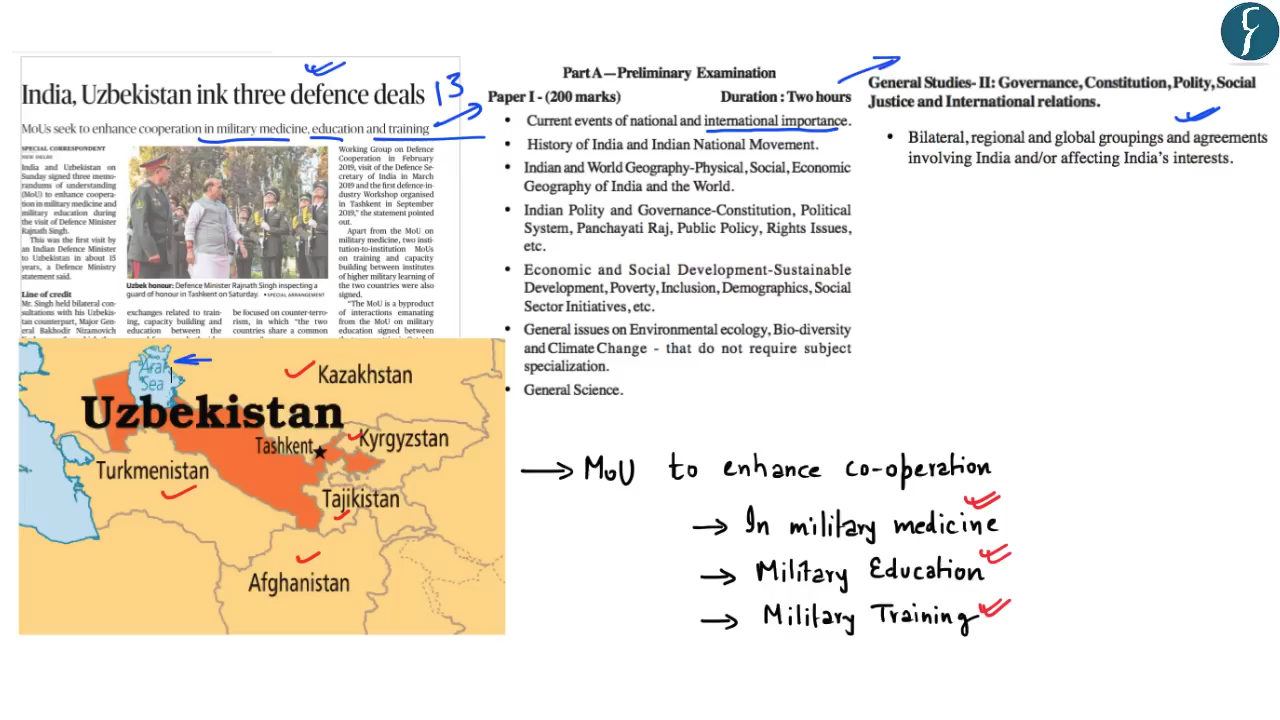 India, Uzbekistan ink three defence deals
13
MoUs seek to enhance cooperation in military medicine, education and training
SPECIAL CORRESPONDENT
NEW DELHI
India and Uzbekistan on
Sunday signed three memo-
randums of understanding
(MoU) to enhance coopera-
tion in military medicine and
military education during
the visit of Defence Minister
Rajnath Singh.
This was the first visit by
an Indian Defence Minister
to Uzbekistan in about 15
years, a Defence Ministry
statement said.
Line of credit
Mr. Singh held bilateral con-
sultations with his Uzbekis-
tan counterpart, Major Gen-
eral Bakhodir Nizamovich
Uzbek honour: Defence Minister Rajnath Singh inspecting a
guard of honour in Tashkent on Saturday. • SPECIAL ARRANGEMENT
exchanges related to train-
ing, capacity building and
education between the
be focused on counter-terro-
rism, in which “the two
countries share a common
Working Group on Defence
Cooperation in February
2019, visit of the Defence
Secretary of India in March
2019 and the first defence-in-
dustry Workshop organised
in Tashkent in September
2019,” the statement pointed
out.
Apart from the MoU on
military medicine, two insti-
tution-to-institution MoUs
on training and capacity
building between institutes
of higher military learning of
the two countries were also
signed.
“The MoU is a byproduct
of interactions emanating
from the MoU on military
education signed between
Part A—Preliminary Examination
Paper I - (200 marks) Duration : Two hours
• Current events of national and international importance.
• History of India and Indian National Movement.
• Indian and World Geography-Physical, Social, Economic
Geography of India and the World.
• Indian Polity and Governance-Constitution, Political
System, Panchayati Raj, Public Policy, Rights Issues,
etc.
• Economic and Social Development-Sustainable
Development, Poverty, Inclusion, Demographics, Social
Sector Initiatives, etc.
• General issues on Environmental ecology, Bio-diversity
and Climate Change - that do not require subject
specialization.
• General Science.
General Studies- II: Governance, Constitution, Polity, Social
Justice and International relations.
• Bilateral, regional and global groupings and agreements
involving India and/or affecting India's interests.
Aral
Sea
Kazakhstan
Uzbekistan
Tashkent
Kyrgyzstan
Turkmenistan
Tajikistan
Afghanistan
→ MoU to enhance co-operation
→ In military medicine
→ Military Education
→ Military Training